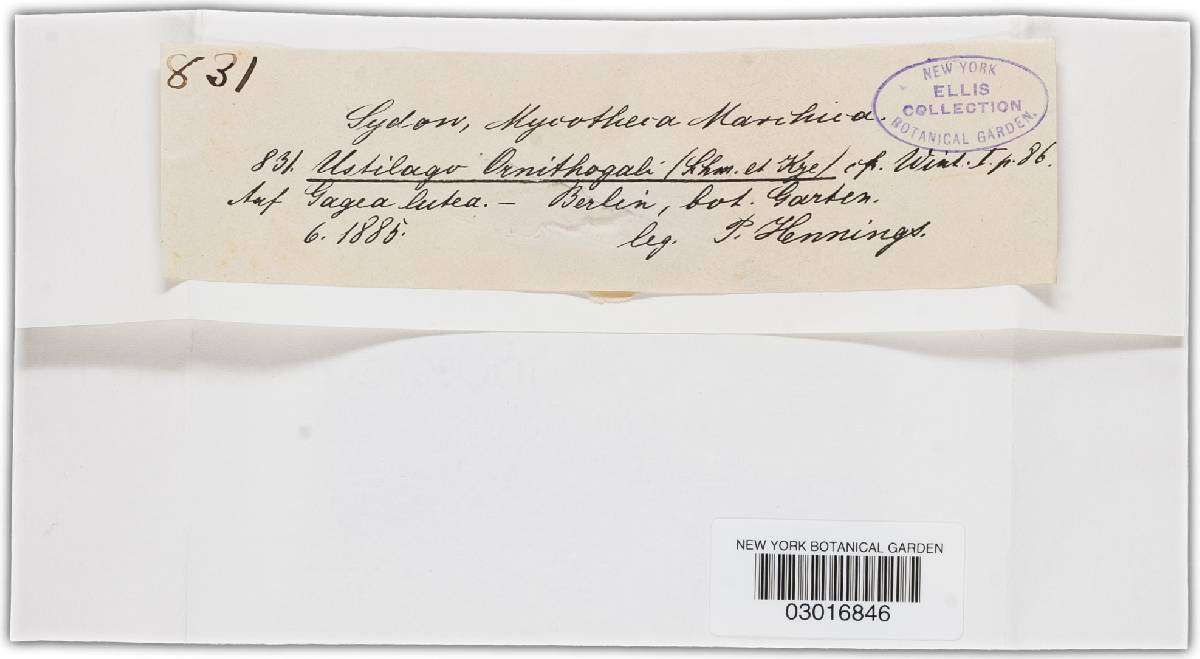 831
NEW YORK
ELLIS
COLLECTION
BOTANICAL GARDEN.
Sydow, Mycotheca Marchica.
831. Ustilago Ornithogali (Schm. et Kze) cfr. Wint. I. p. 86.
Auf Gagea lutea. — Berlin, bot. Garten.
6. 1885. leg. P. Hennings.
NEW YORK BOTANICAL GARDEN
03016846